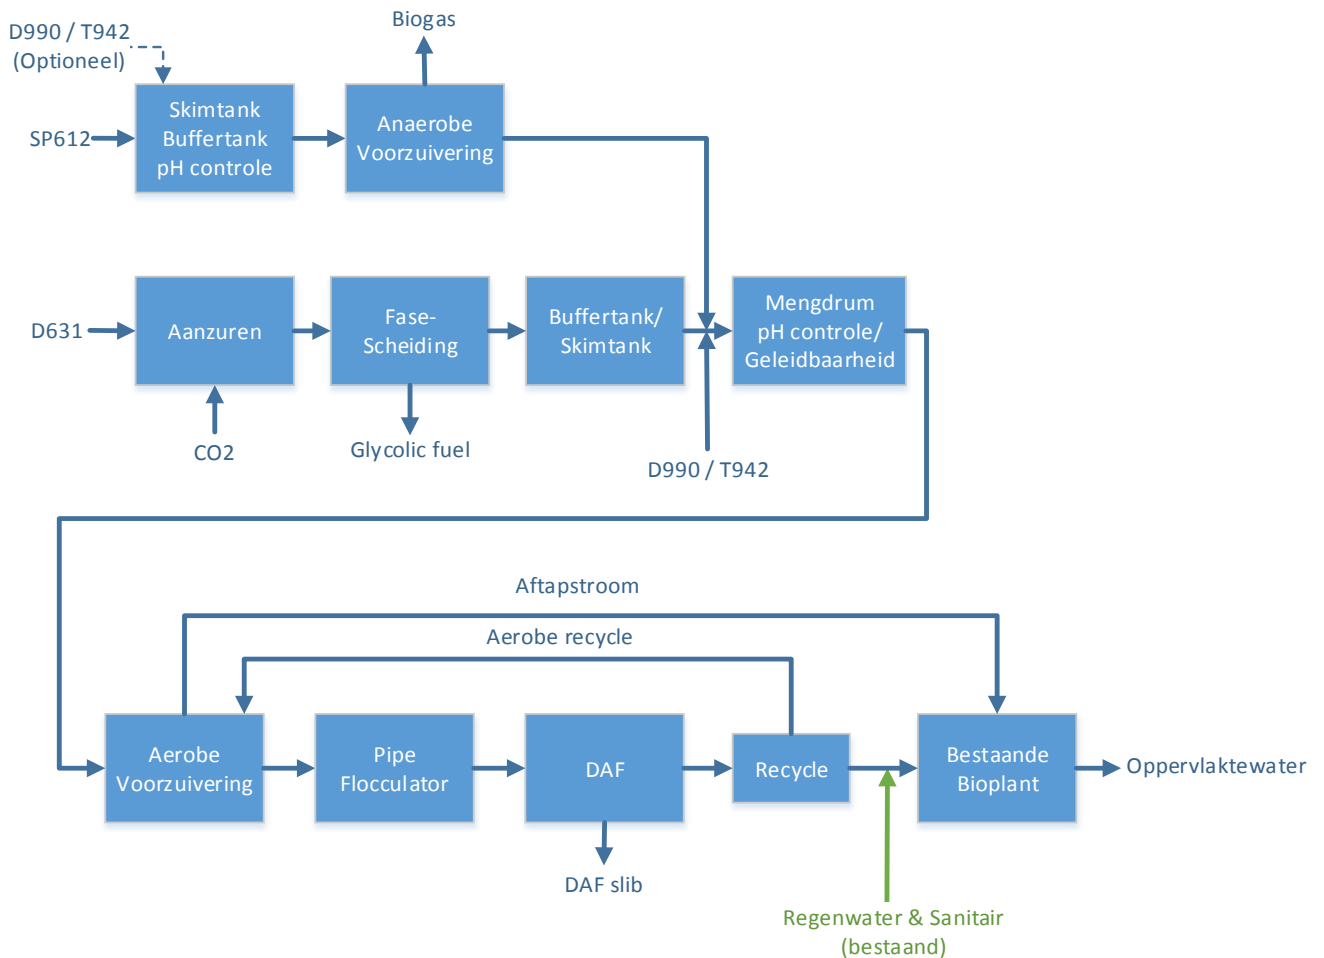 Biogas
D990 / T942
(Optioneel)
Skimtank
Buffertank
pH controle
SP612
Anaerobe
Voorzuivering
D631
Aanzuren
Fase-
Scheiding
Buffertank/
Skimtank
Mengdrum
pH controle/
Geleidbaarheid
CO2
Glycolic fuel
D990 / T942
Aftapstroom
Aerobe recycle
Aerobe
Voorzuivering
Pipe
Flocculator
DAF
Recycle
Bestaande
Bioplant
Oppervlaktewater
DAF slib
Regenwater & Sanitair
(bestaand)